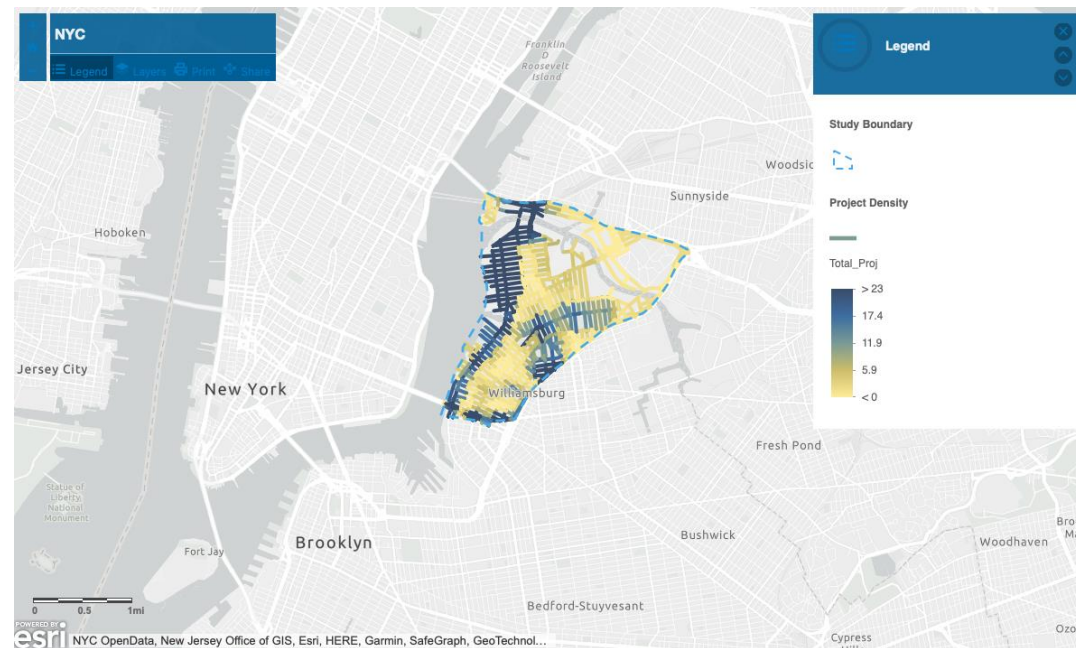 NYC
Legend Layers Print Share
Legend
Study Boundary
Project Density
Total_Proj
> 23
17.4
11.9
5.9
< 0
Franklin
D
Roosevelt
Island
Sunnyside
Hoboken
Jersey City
New York
Williamsburg
Fresh Pond
Statue of
Liberty
National
Monument
Fort Jay
Brooklyn
Bushwick
Woodhaven
Bedford-Stuyvesant
Cypress
0 0.5 1mi
POWERED BY
esri
NYC OpenData, New Jersey Office of GIS, Esri, HERE, Garmin, SafeGraph, GeoTechnol...